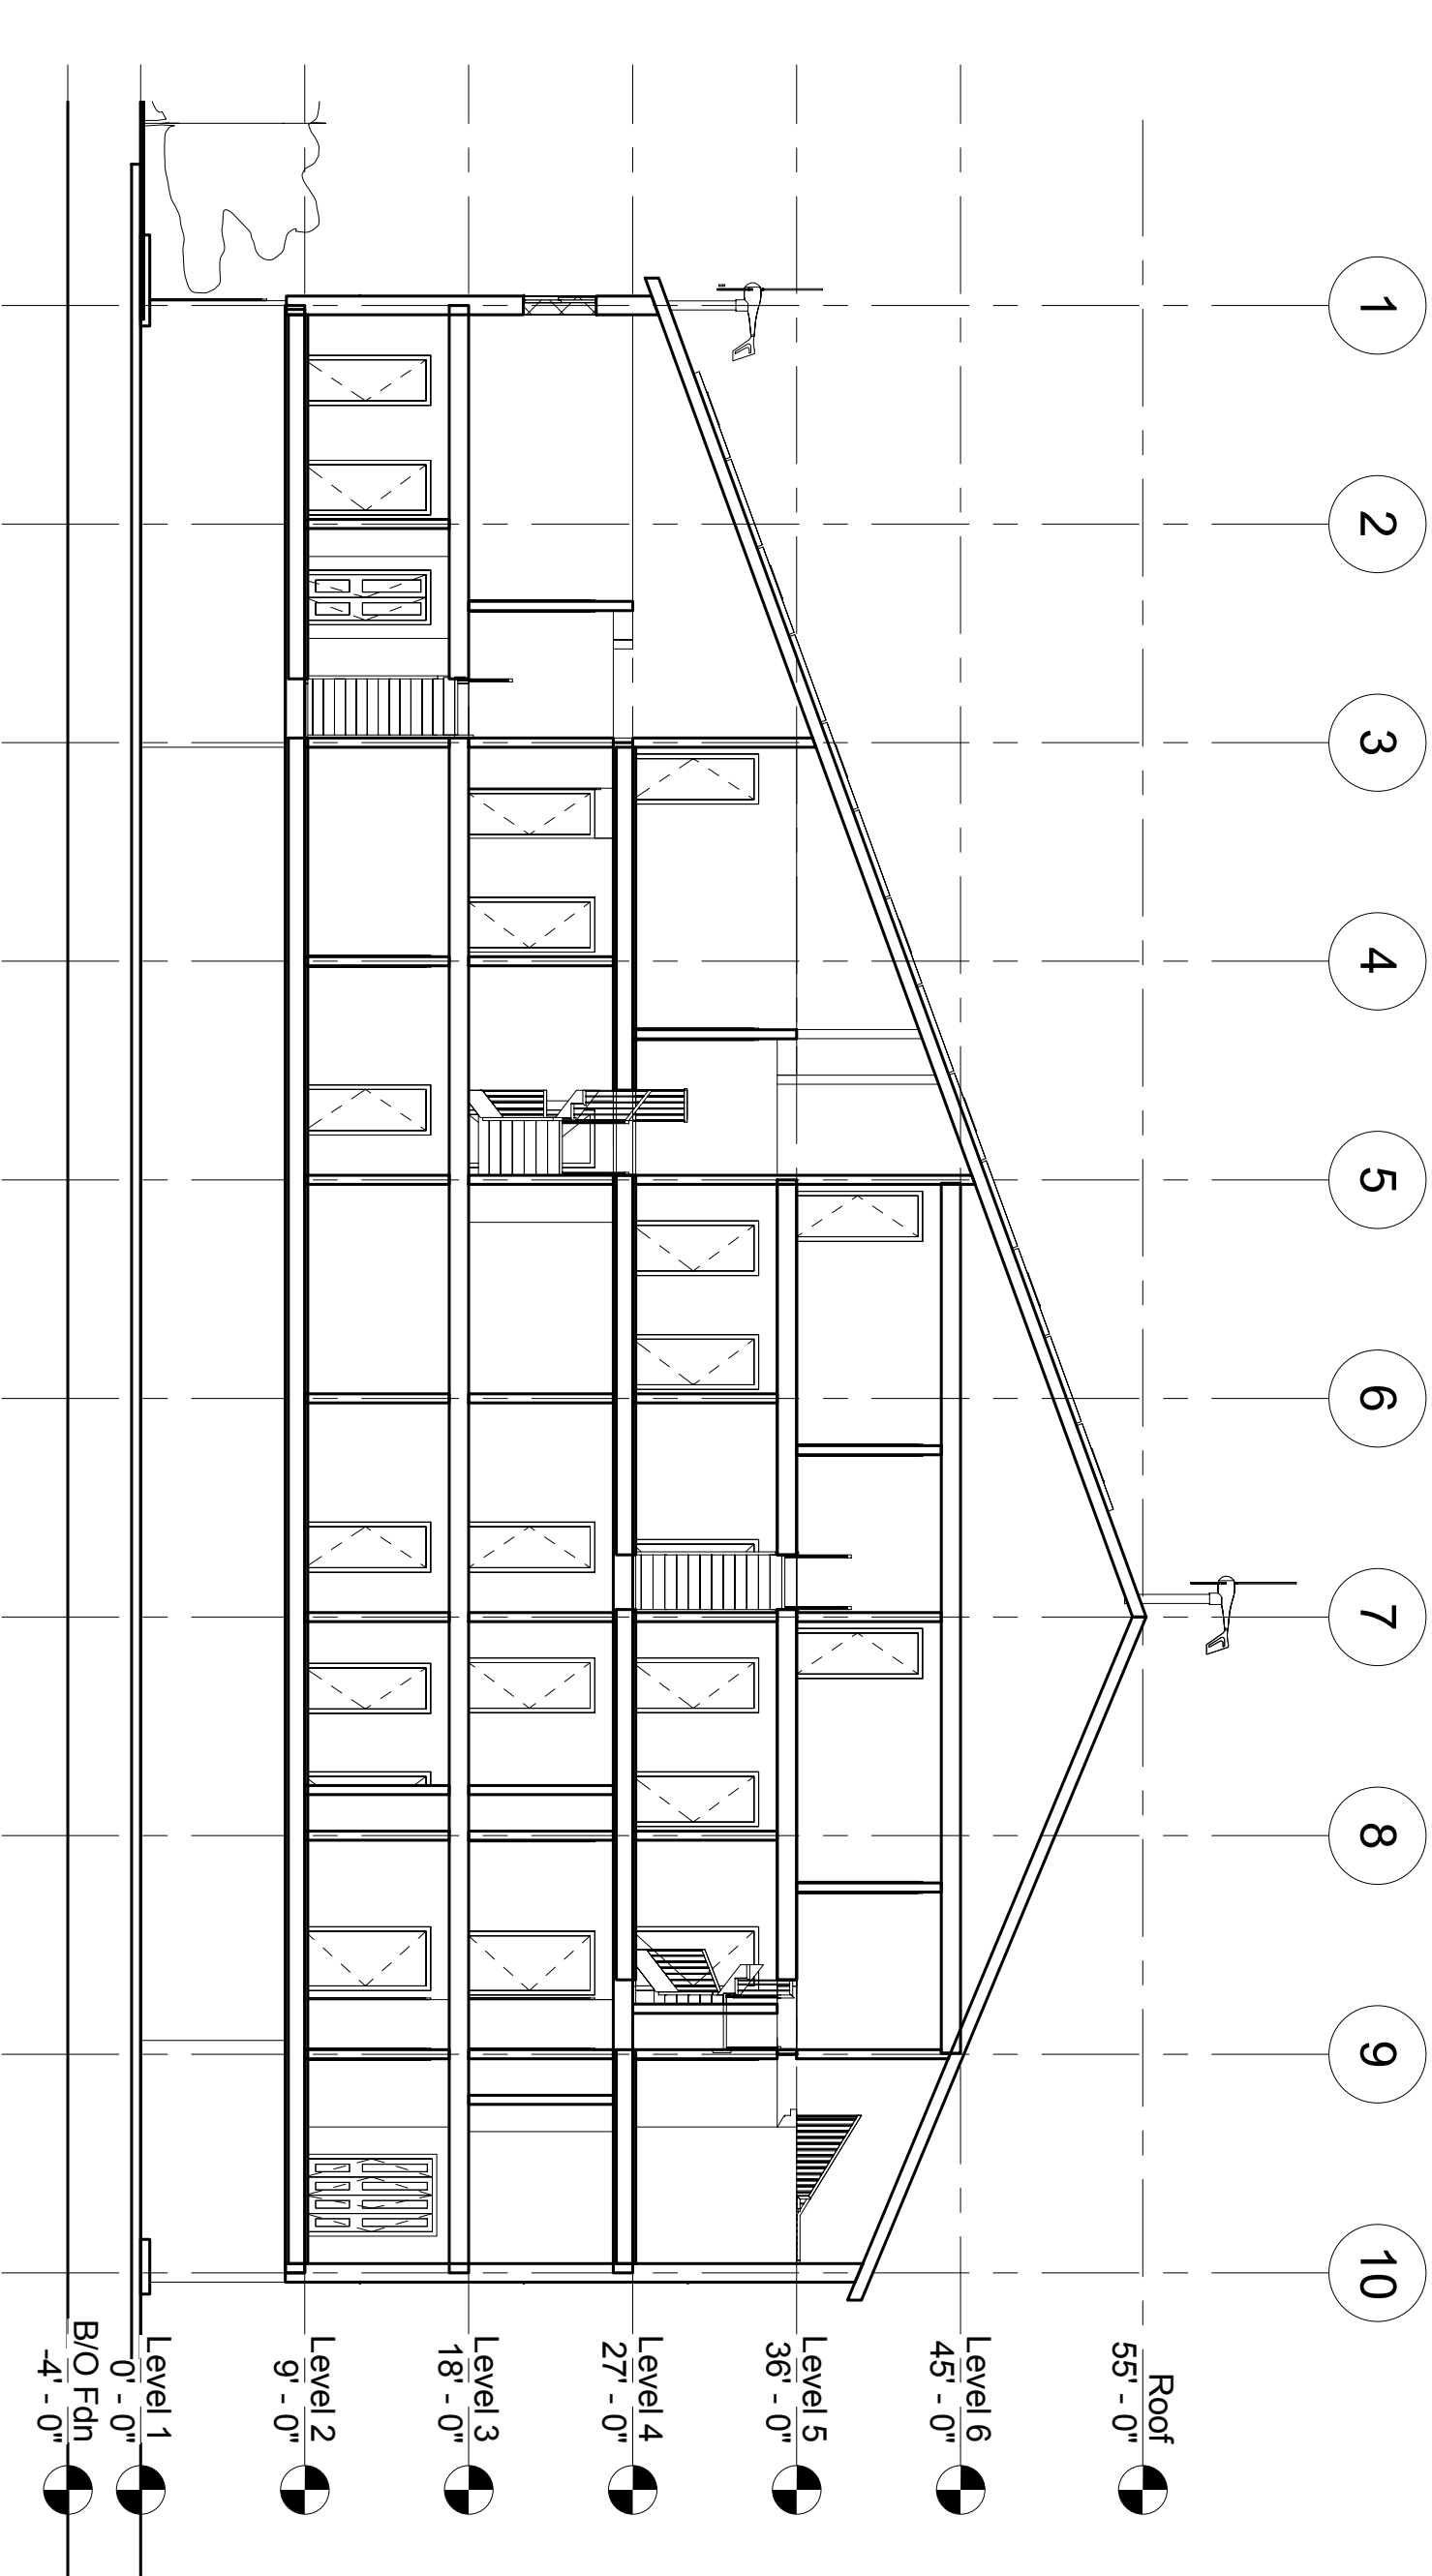 1
2
3
4
5
6
7
8
9
10
Roof
55' - 0"
Level 6
45' - 0"
Level 5
36' - 0"
Level 4
27' - 0"
Level 3
18' - 0"
Level 2
9' - 0"
Level 1
0' - 0"
B/O Fdn
-4' - 0"